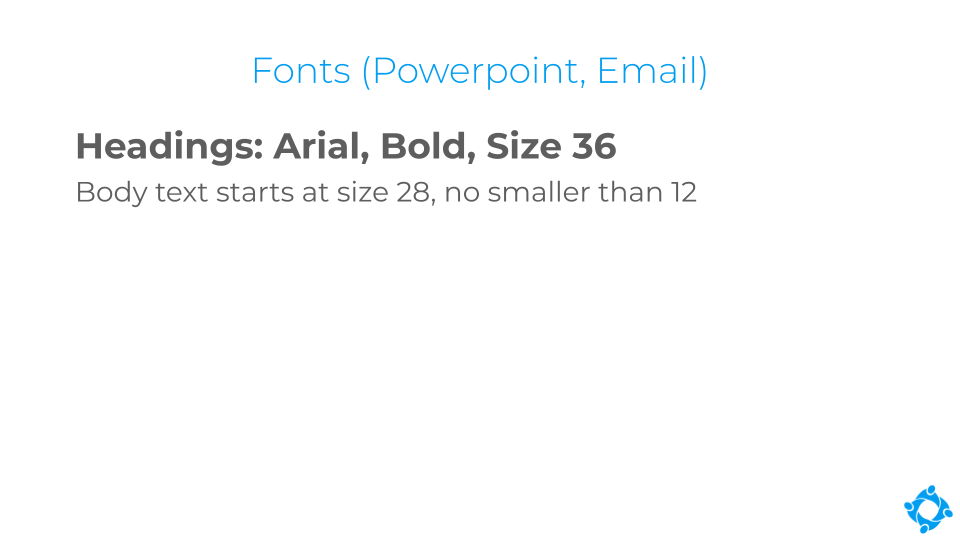 Fonts (Powerpoint, Email)
Headings: Arial, Bold, Size 36
Body text starts at size 28, no smaller than 12